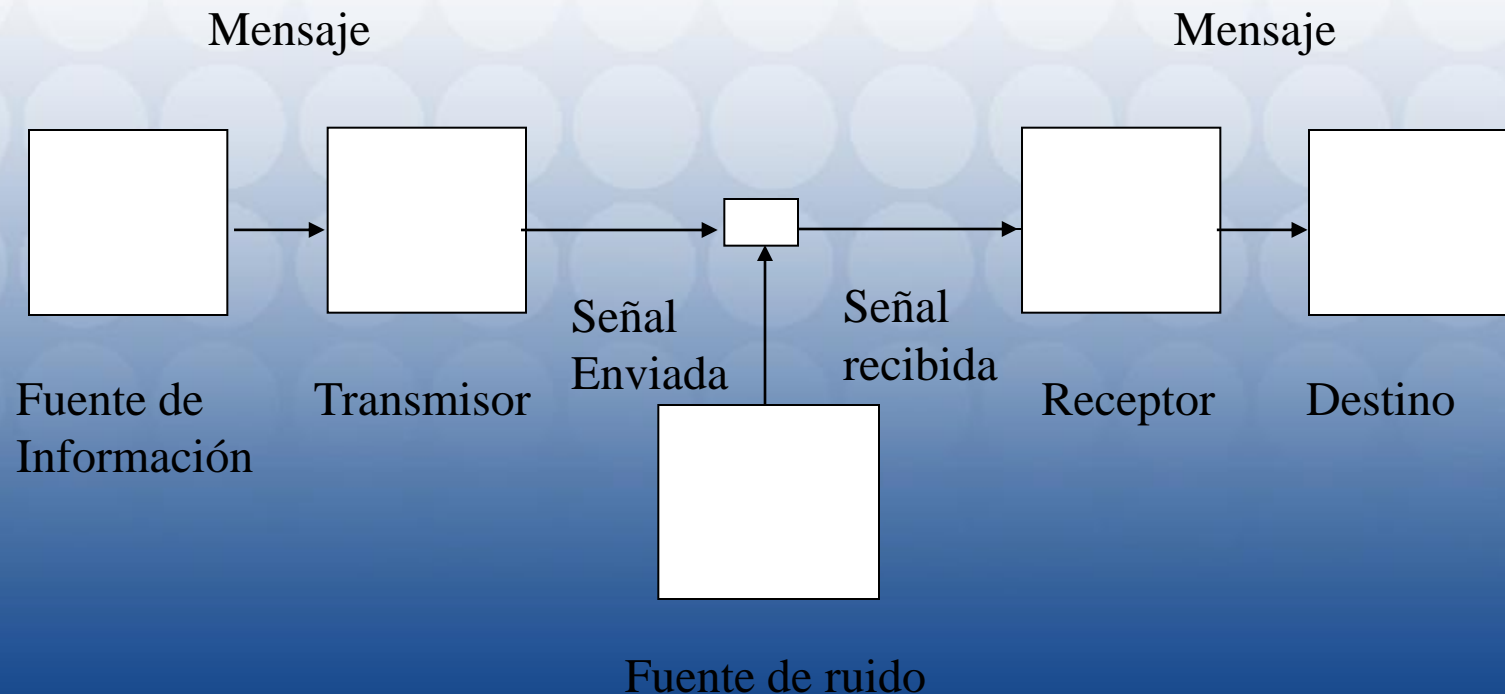 Mensaje
Mensaje
Señal
Enviada
Señal
recibida
Fuente de
Información
Transmisor
Receptor
Destino
Fuente de ruido